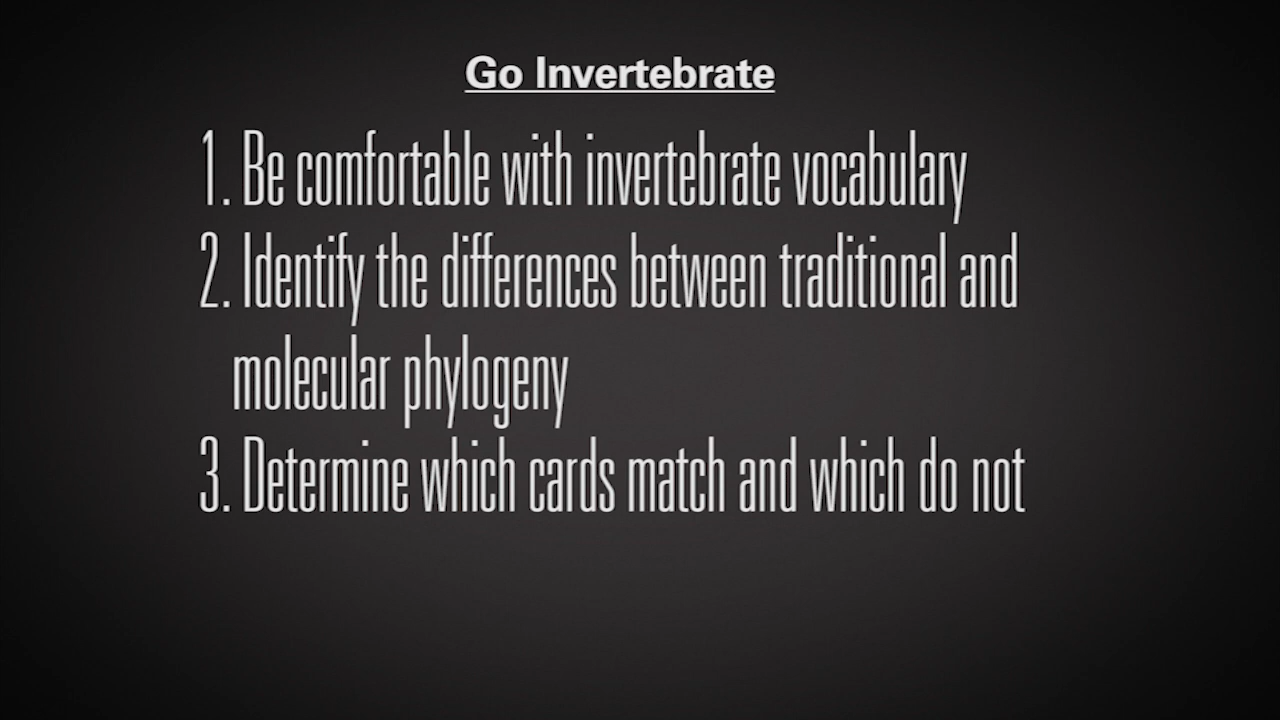 Go Invertebrate
1. Be comfortable with invertebrate vocabulary
2. Identify the differences between traditional and
molecular phylogeny
3. Determine which cards match and which do not